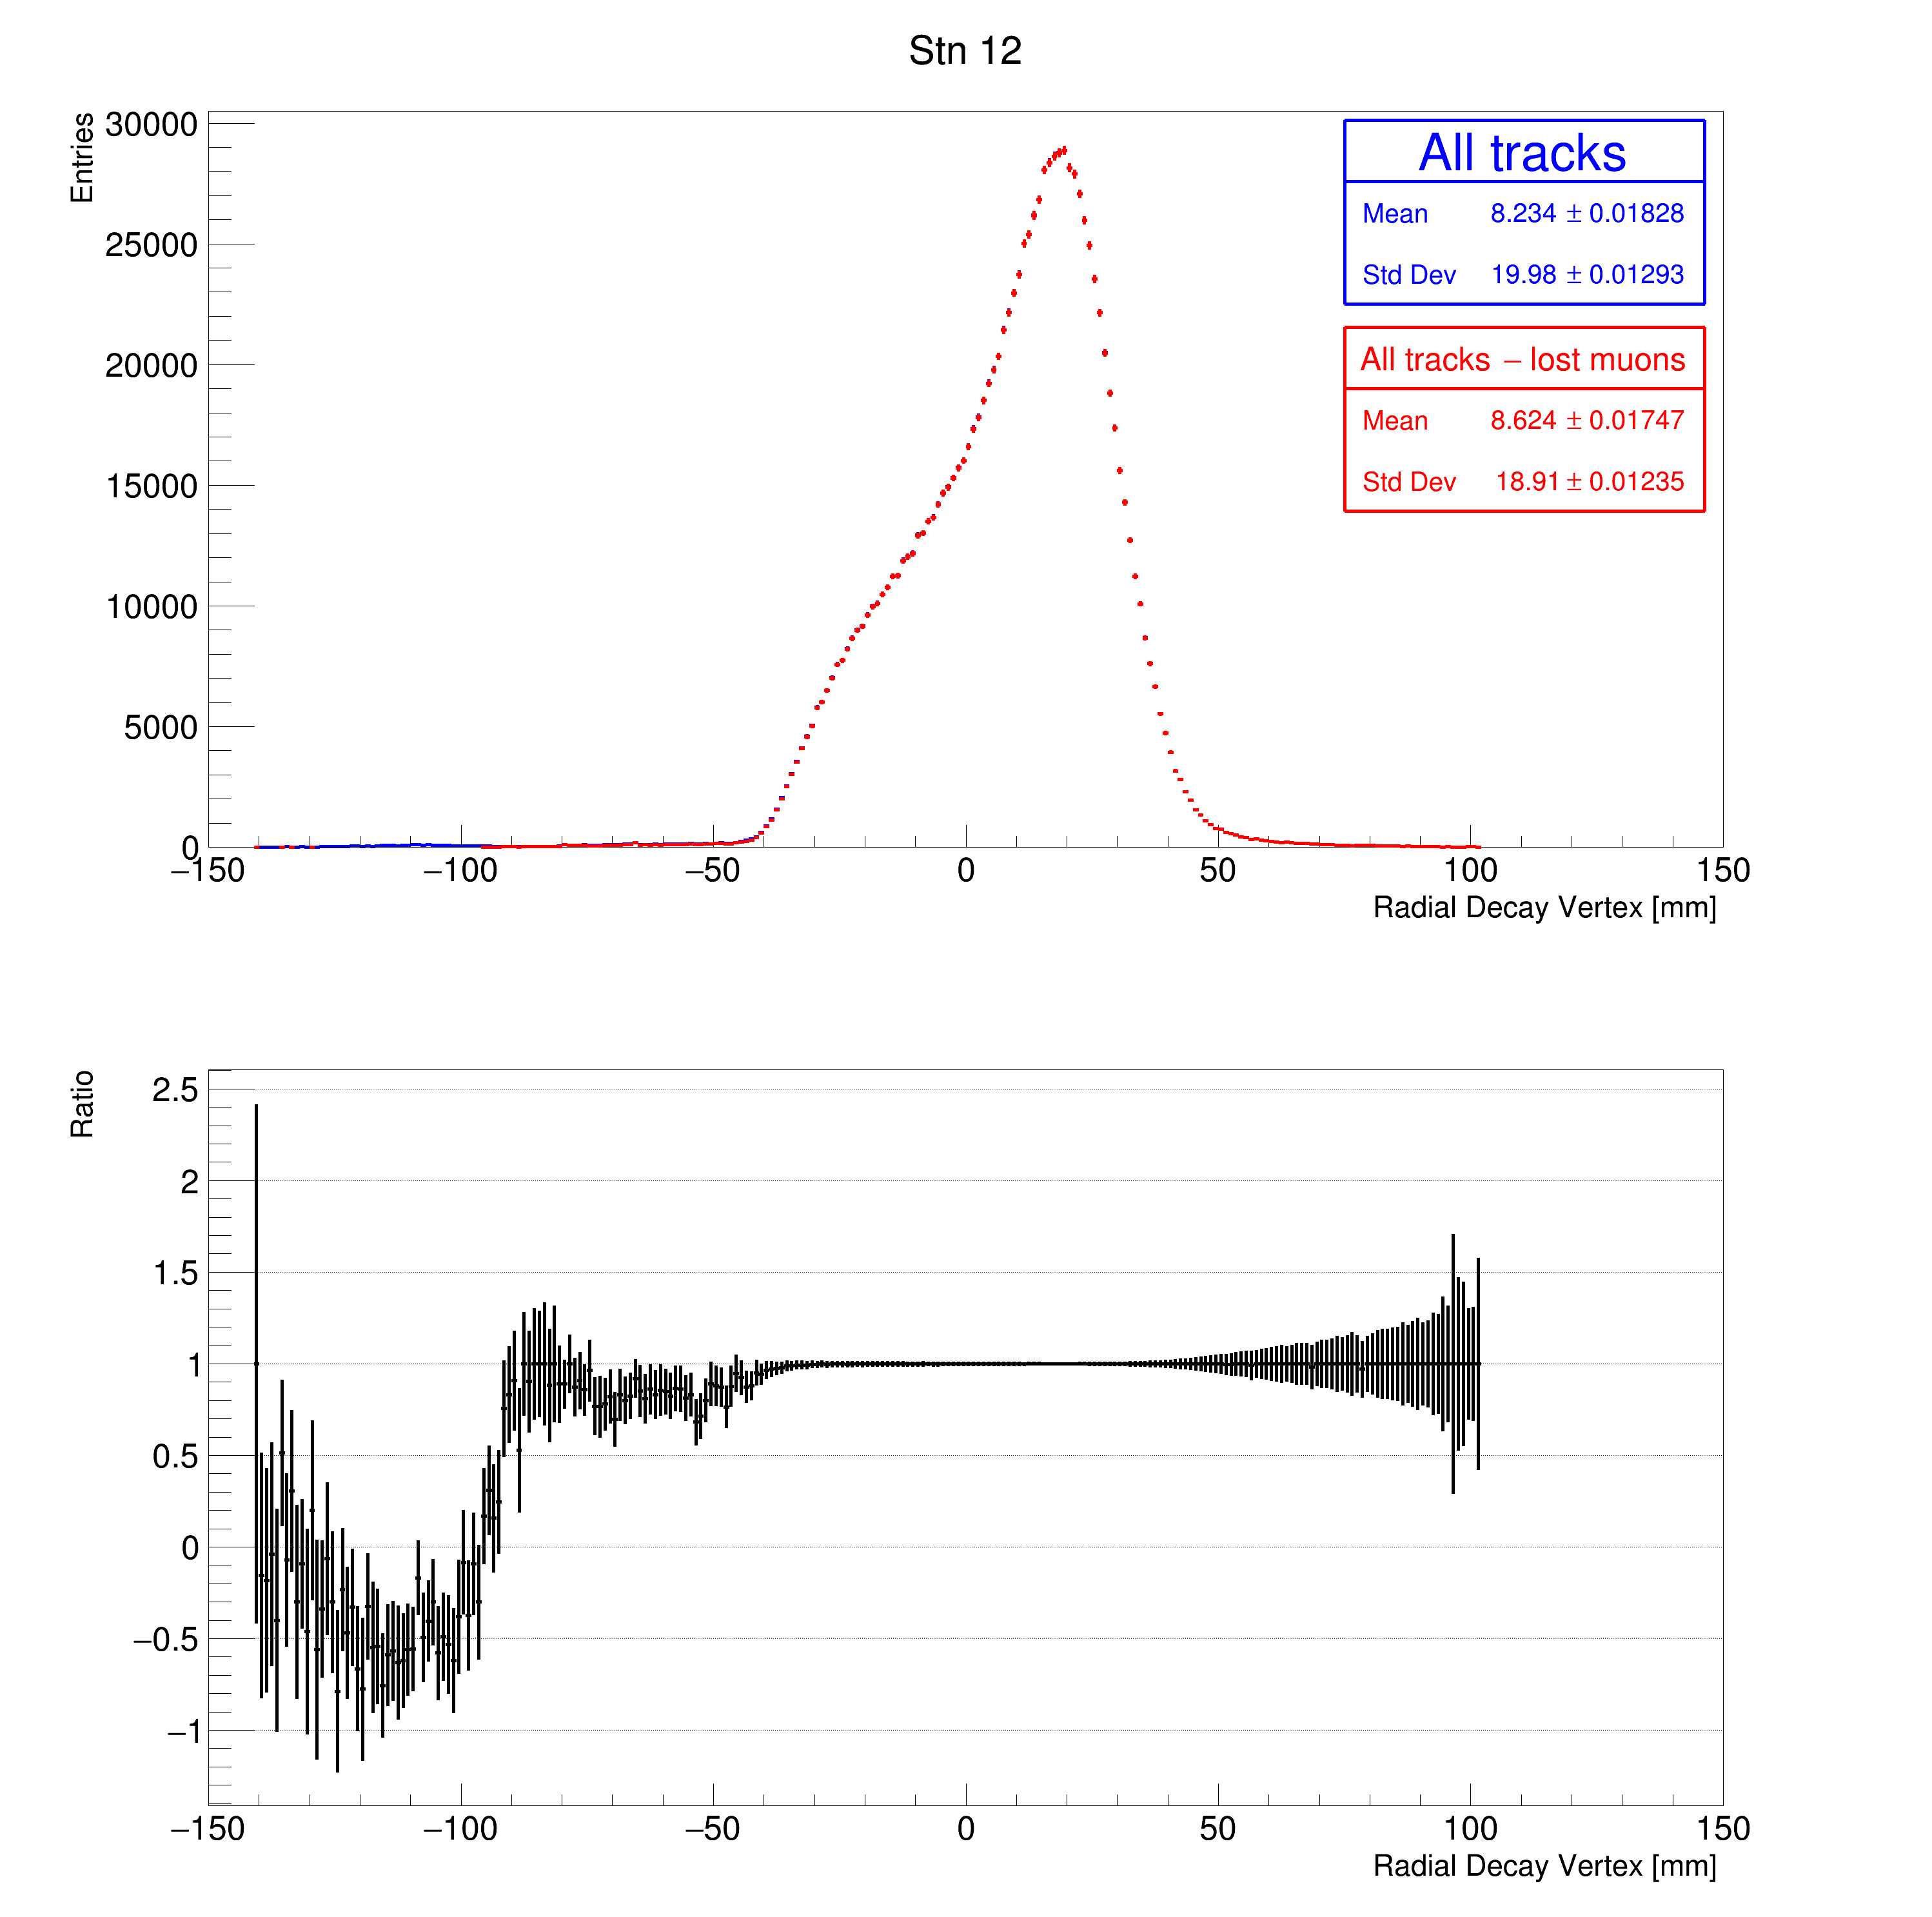 Stn 12
Entries
30000
25000
20000
15000
10000
5000
0
−150 −100 −50 0 50 100 150
Radial Decay Vertex [mm]
All tracks
Mean 8.234 ± 0.01828
Std Dev 19.98 ± 0.01293
All tracks − lost muons
Mean 8.624 ± 0.01747
Std Dev 18.91 ± 0.01235
Ratio
2.5
2
1.5
1
0.5
0
−0.5
−1
−150 −100 −50 0 50 100 150
Radial Decay Vertex [mm]